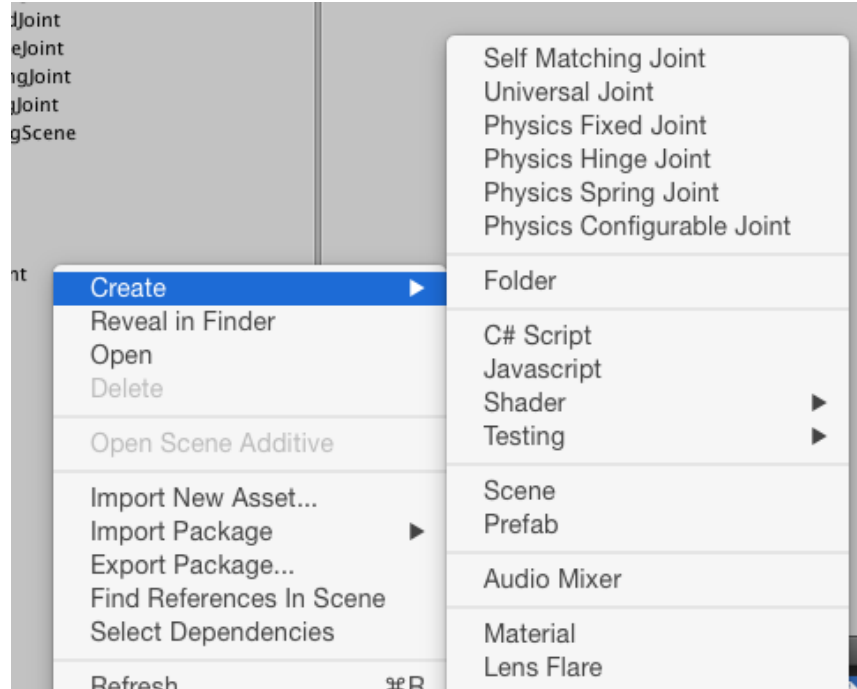 Self Matching Joint
Universal Joint
Physics Fixed Joint
Physics Hinge Joint
Physics Spring Joint
Physics Configurable Joint
Folder
C# Script
Javascript
Shader
Testing
Scene
Prefab
Audio Mixer
Material
Lens Flare
Create
Reveal in Finder
Open
Delete
Open Scene Additive
Import New Asset...
Import Package
Export Package...
Find References In Scene
Select Dependencies
Refresh ⌘R